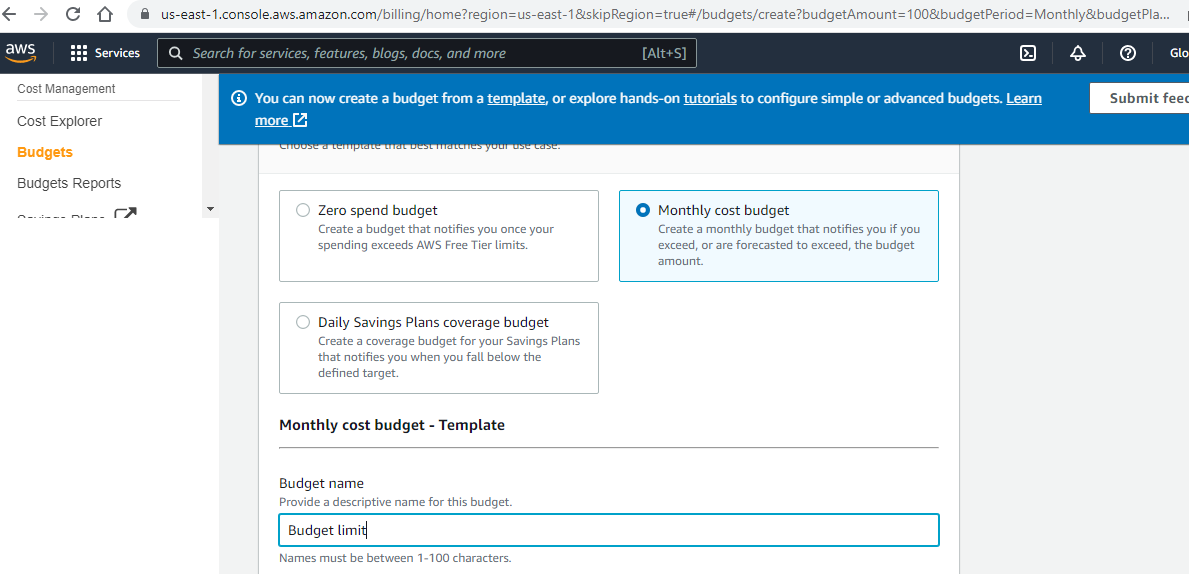 us-east-1.console.aws.amazon.com/billing/home?region=us-east-1&skipRegion=true#/budgets/create?budgetAmount=100&budgetPeriod=Monthly&budgetPla...
aws
Services
Search for services, features, blogs, docs, and more
[Alt+S]
Glo
Cost Management
Cost Explorer
Budgets
Budgets Reports
Savings Plans
You can now create a budget from a template, or explore hands-on tutorials to configure simple or advanced budgets. Learn
more
Submit feed
Choose a template that best matches your use case.
Zero spend budget
Create a budget that notifies you once your
spending exceeds AWS Free Tier limits.
Monthly cost budget
Create a monthly budget that notifies you if you
exceed, or are forecasted to exceed, the budget
amount.
Daily Savings Plans coverage budget
Create a coverage budget for your Savings Plans
that notifies you when you fall below the
defined target.
Monthly cost budget - Template
Budget name
Provide a descriptive name for this budget.
Budget limit
Names must be between 1-100 characters.